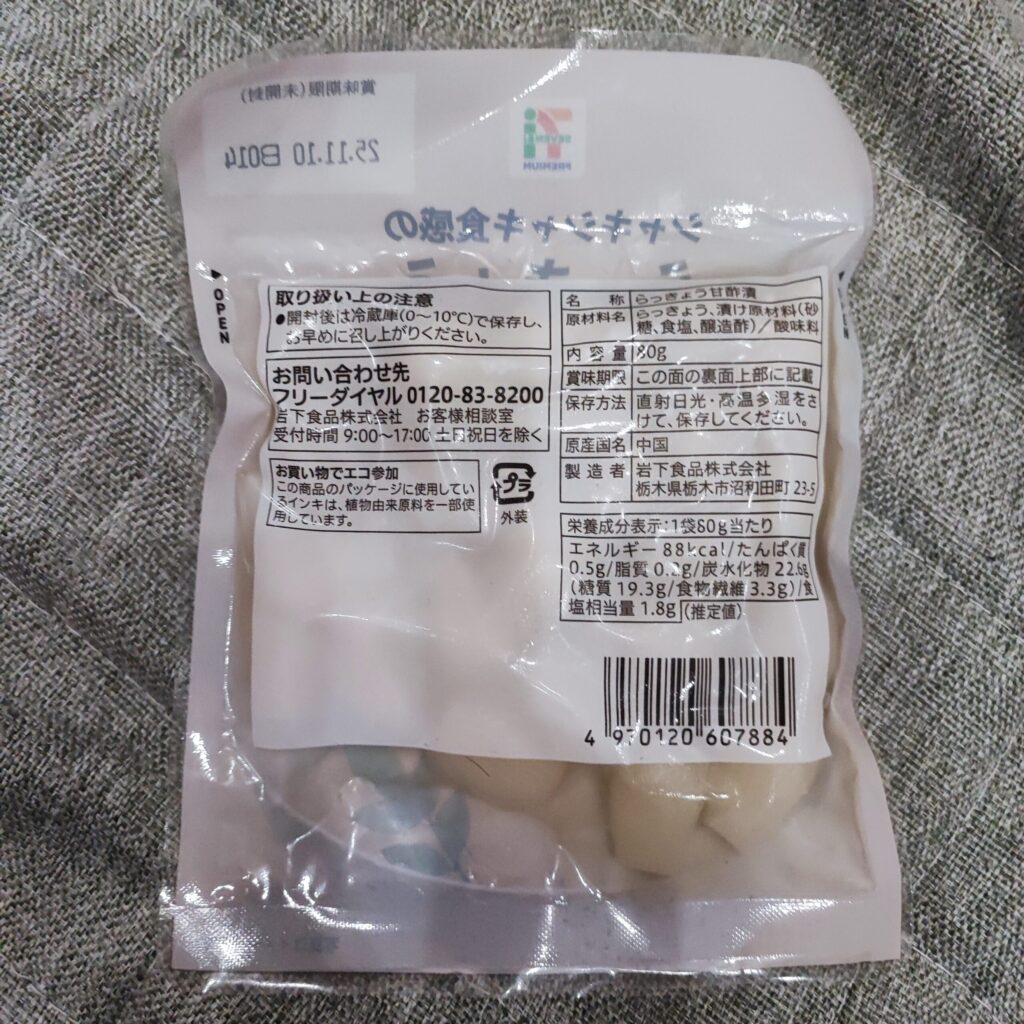 賞味期限(未開封)
25.11.10 B014
SEVEN
PREMIUM
シャキシャキ食感の
OPEN
取り扱い上の注意
●開封後は冷蔵庫(0〜10℃)で保存し、
お早めに召し上がりください。
お問い合わせ先
フリーダイヤル 0120-83-8200
岩下食品株式会社 お客様相談室
受付時間 9:00〜17:00 土日祝日を除く
お買い物でエコ参加
この商品のパッケージに使用してい
るインキは、植物由来原料を一部使
用しています。
プラ
外装
名称 らっきょう甘酢漬
原材料名 らっきょう、漬け原材料(砂
糖、食塩、醸造酢)/酸味料
内容量 80g
賞味期限 この面の裏面上部に記載
保存方法 直射日光・高温多湿をさ
けて、保存してください。
原産国名 中国
製造者 岩下食品株式会社
栃木県栃木市沼和田町 23-5
栄養成分表示:1袋80g当たり
エネルギー 88kcal/たんぱく質
0.5g/脂質 0.2g/炭水化物 22.6g
(糖質 19.3g/食物繊維 3.3g)/食
塩相当量 1.8g (推定値)
4 970120 607884